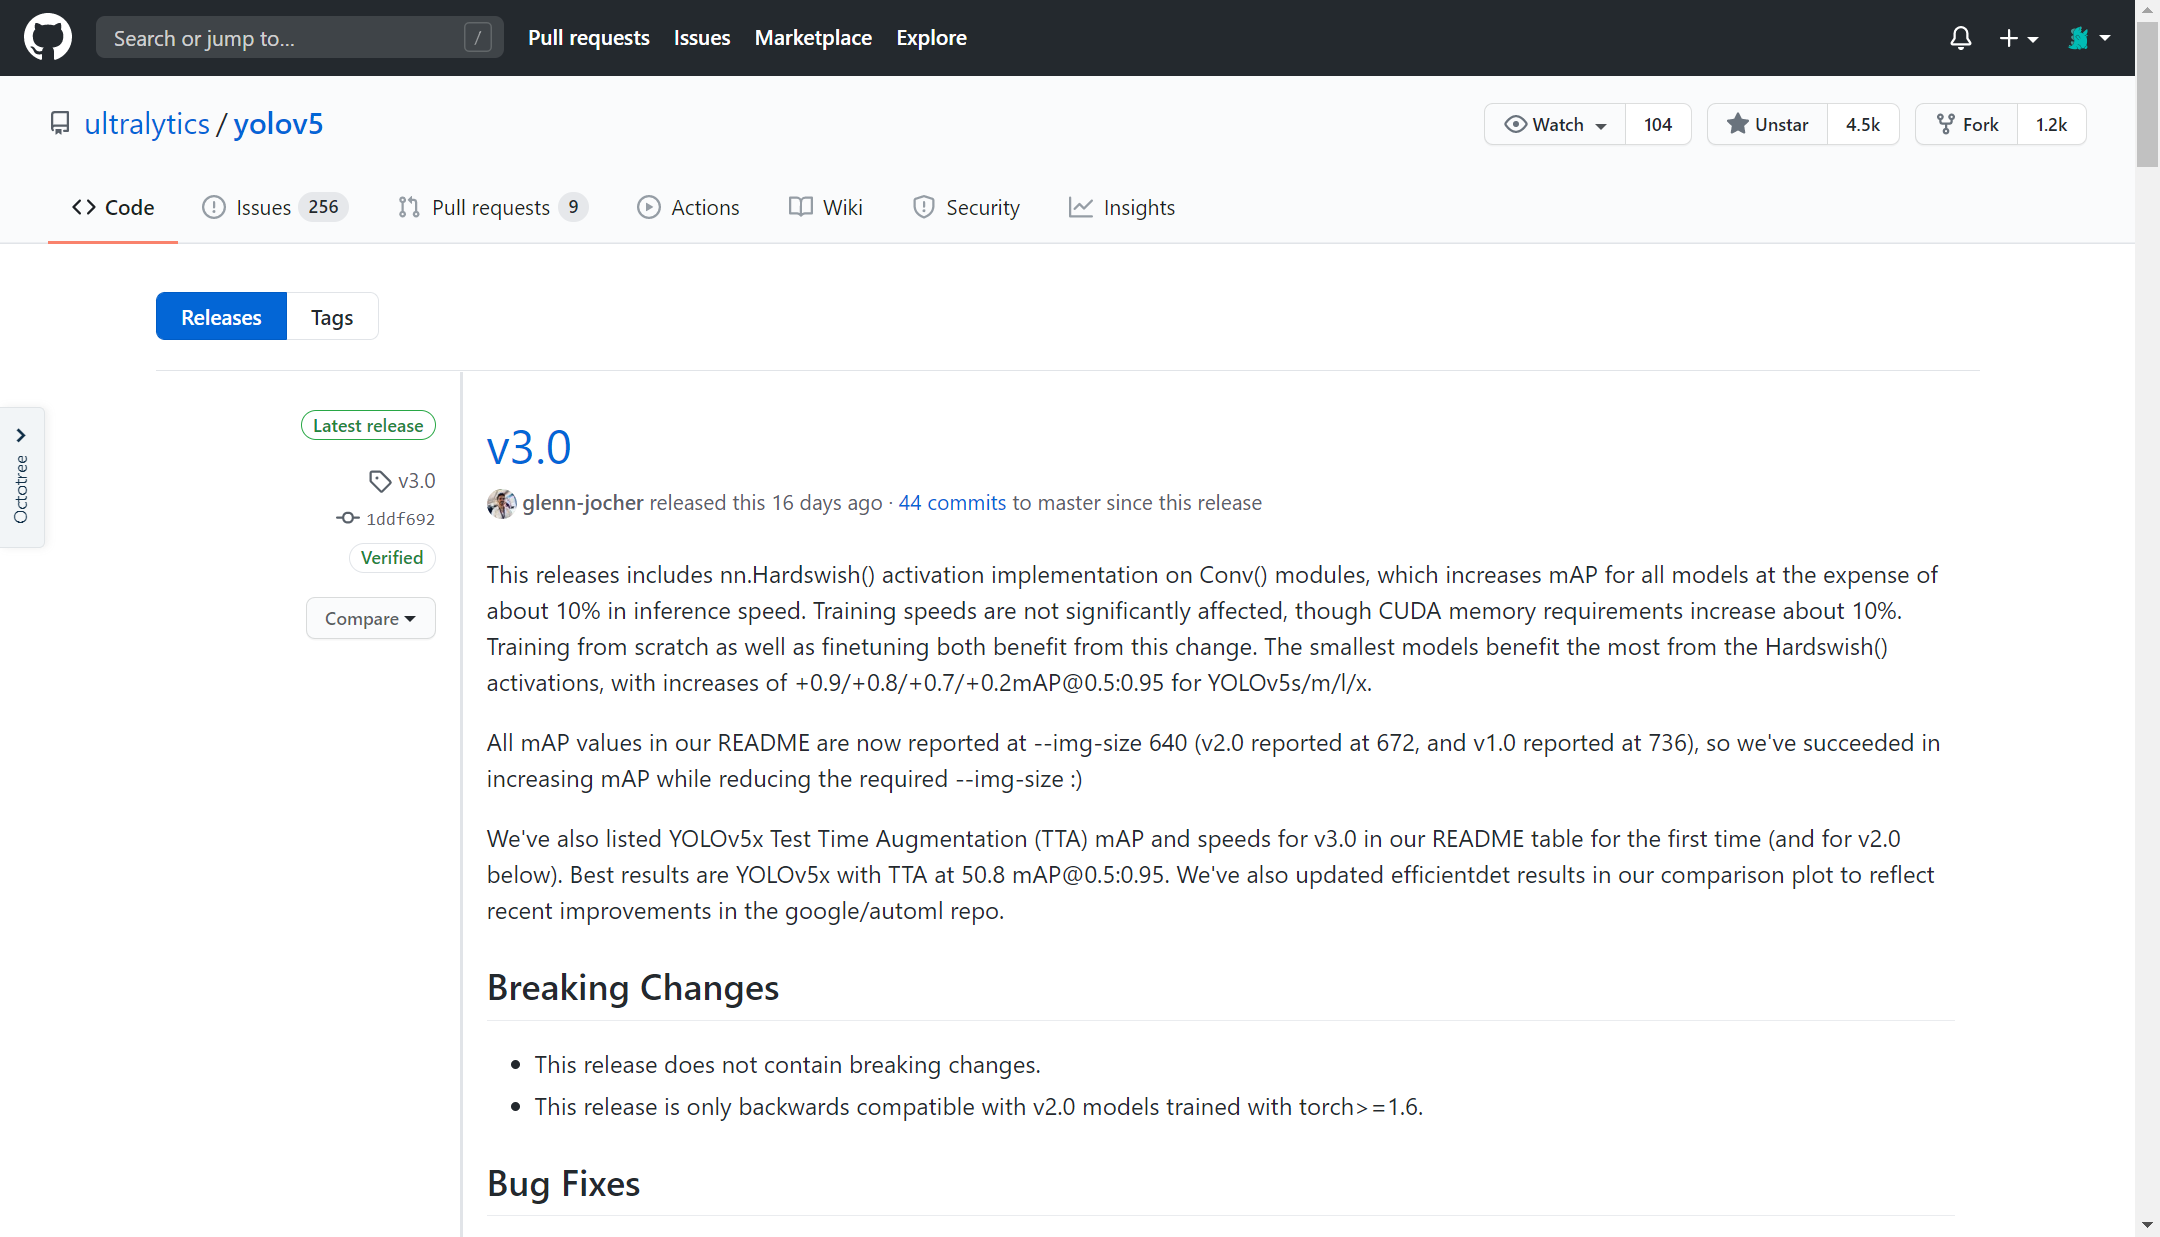 Search or jump to...
/
Pull requests
Issues
Marketplace
Explore
ultralytics / yolov5
Watch
104
Unstar
4.5k
Fork
1.2k
Code
Issues 256
Pull requests 9
Actions
Wiki
Security
Insights
Releases
Tags
Octotree
Latest release
v3.0
1ddf692
Verified
Compare
v3.0
glenn-jocher released this 16 days ago · 44 commits to master since this release
This releases includes nn.Hardswish() activation implementation on Conv() modules, which increases mAP for all models at the expense of
about 10% in inference speed. Training speeds are not significantly affected, though CUDA memory requirements increase about 10%.
Training from scratch as well as finetuning both benefit from this change. The smallest models benefit the most from the Hardswish()
activations, with increases of +0.9/+0.8/+0.7/+0.2mAP@0.5:0.95 for YOLOv5s/m/l/x.
All mAP values in our README are now reported at --img-size 640 (v2.0 reported at 672, and v1.0 reported at 736), so we've succeeded in
increasing mAP while reducing the required --img-size :)
We've also listed YOLOv5x Test Time Augmentation (TTA) mAP and speeds for v3.0 in our README table for the first time (and for v2.0
below). Best results are YOLOv5x with TTA at 50.8 mAP@0.5:0.95. We've also updated efficientdet results in our comparison plot to reflect
recent improvements in the google/automl repo.
Breaking Changes
• This release does not contain breaking changes.
• This release is only backwards compatible with v2.0 models trained with torch>=1.6.
Bug Fixes